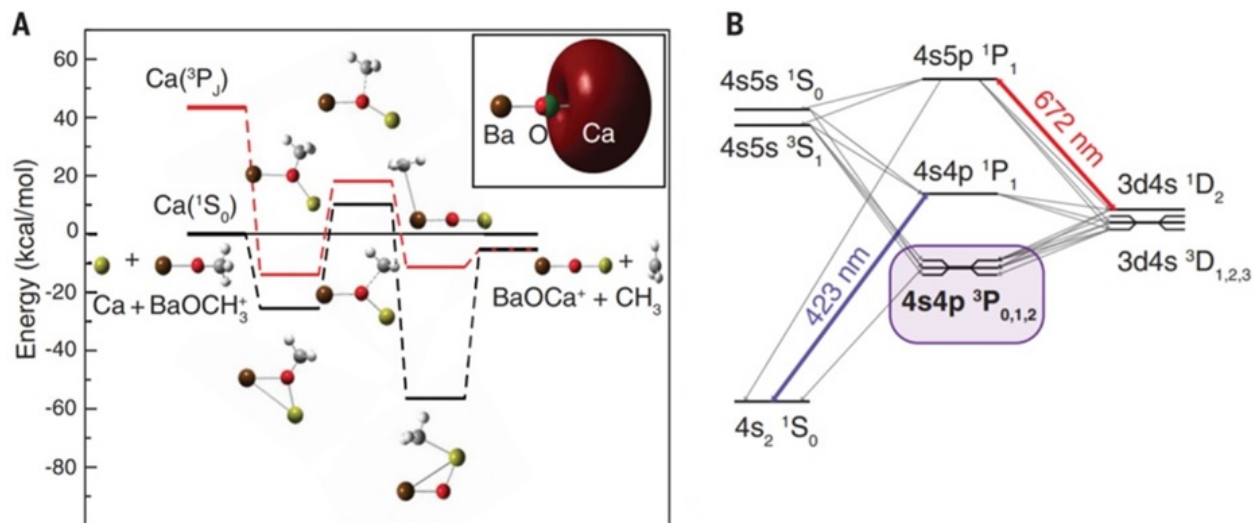 A
60
Ca(³P_J)
40
20
Ca(¹S₀)
0
-20
-40
-60
-80
Energy (kcal/mol)
+
Ca + BaOCH₃⁺
+
BaOCa⁺ + CH₃
Ba
O
Ca
B
4s5p ¹P₁
4s5s ¹S₀
4s5s ³S₁
672 nm
4s4p ¹P₁
3d4s ¹D₂
3d4s ³D₁,₂,₃
423 nm
4s4p ³P₀,₁,₂
4s₂ ¹S₀